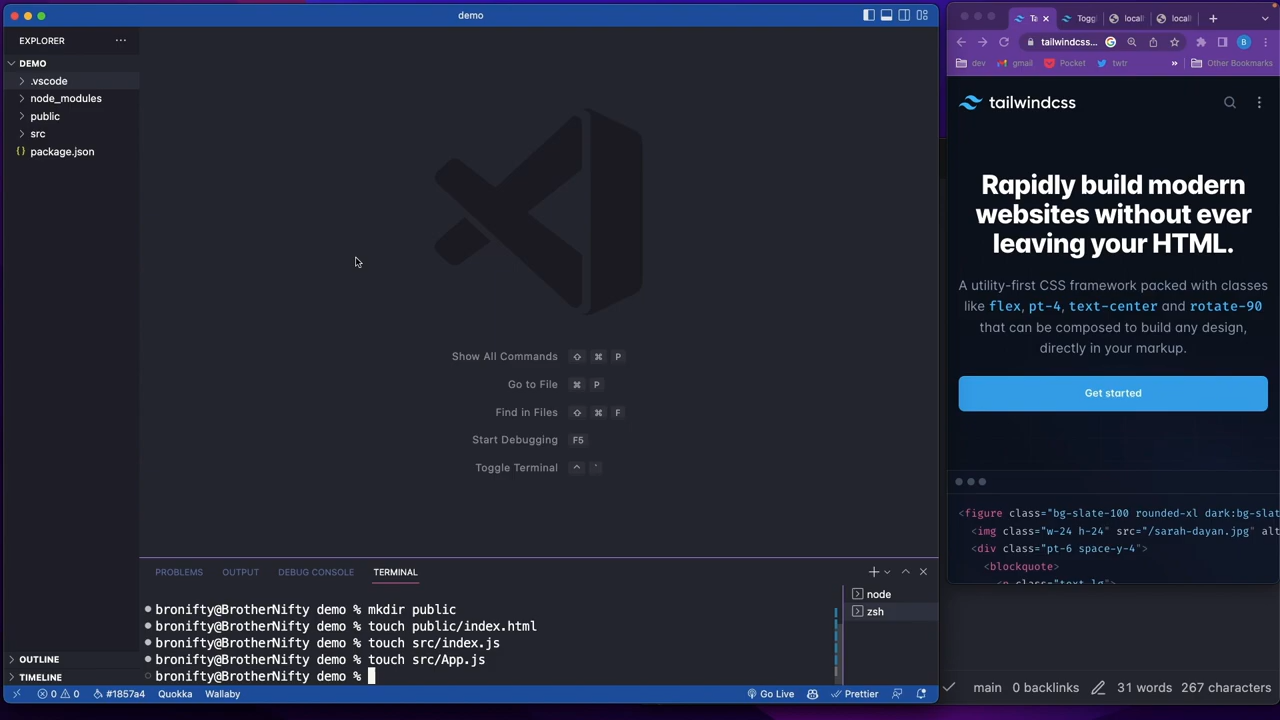 demo
EXPLORER
DEMO
.vscode
node_modules
public
src
{} package.json
Show All Commands ⇧ ⌘ P
Go to File ⌘ P
Find in Files ⇧ ⌘ F
Start Debugging F5
Toggle Terminal ^ `
PROBLEMS OUTPUT DEBUG CONSOLE TERMINAL
bronifty@BrotherNifty demo % mkdir public
bronifty@BrotherNifty demo % touch public/index.html
bronifty@BrotherNifty demo % touch src/index.js
bronifty@BrotherNifty demo % touch src/App.js
bronifty@BrotherNifty demo %
node
zsh
OUTLINE
TIMELINE
0 0 #1857a4 Quokka Wallaby Go Live Prettier
Ta Togg local local
tailwindcss... B
dev gmail Pocket twtr » Other Bookmarks
tailwindcss
Rapidly build modern
websites without ever
leaving your HTML.
A utility-first CSS framework packed with classes
like flex, pt-4, text-center and rotate-90
that can be composed to build any design,
directly in your markup.
Get started
<figure class="bg-slate-100 rounded-xl dark:bg-slat
<img class="w-24 h-24" src="/sarah-dayan.jpg" alt
<div class="pt-6 space-y-4">
<blockquote>
<p class="text-lg">
main 0 backlinks 31 words 267 characters